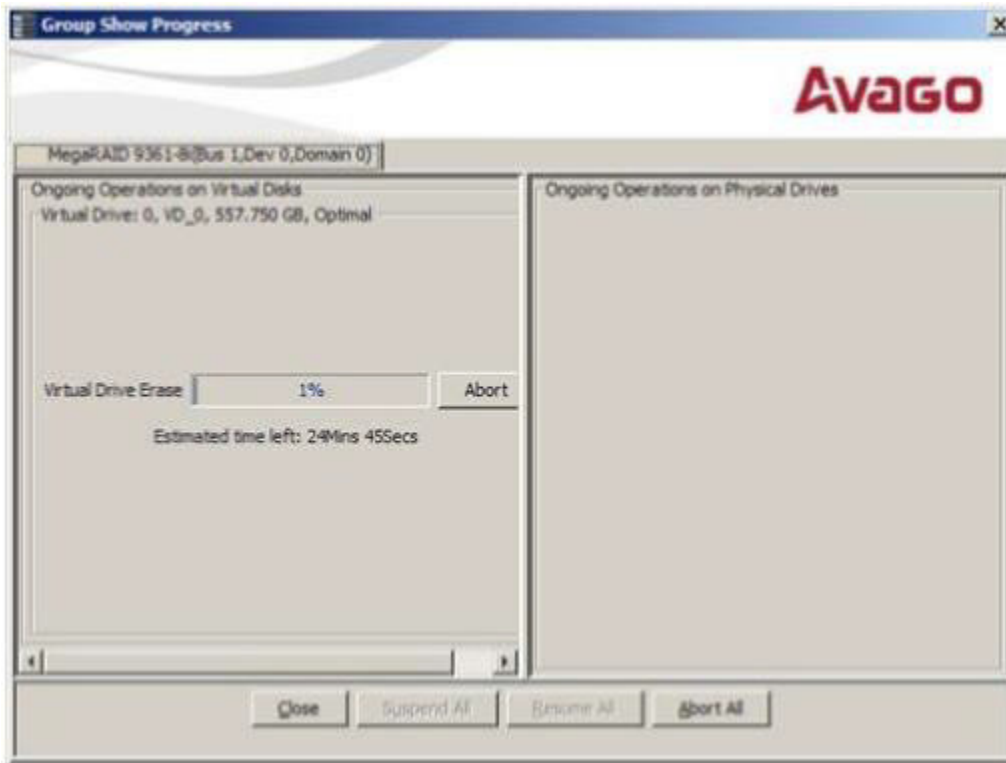 Group Show Progress
Avago
MegaRAID 9361-8i(Bus 1,Dev 0,Domain 0)
Ongoing Operations on Virtual Disks
Virtual Drive: 0, VD_0, 557.750 GB, Optimal
Virtual Drive Erase 1% Abort
Estimated time left: 24Mins 45Secs
Ongoing Operations on Physical Drives
Close Suspend All Resume All Abort All